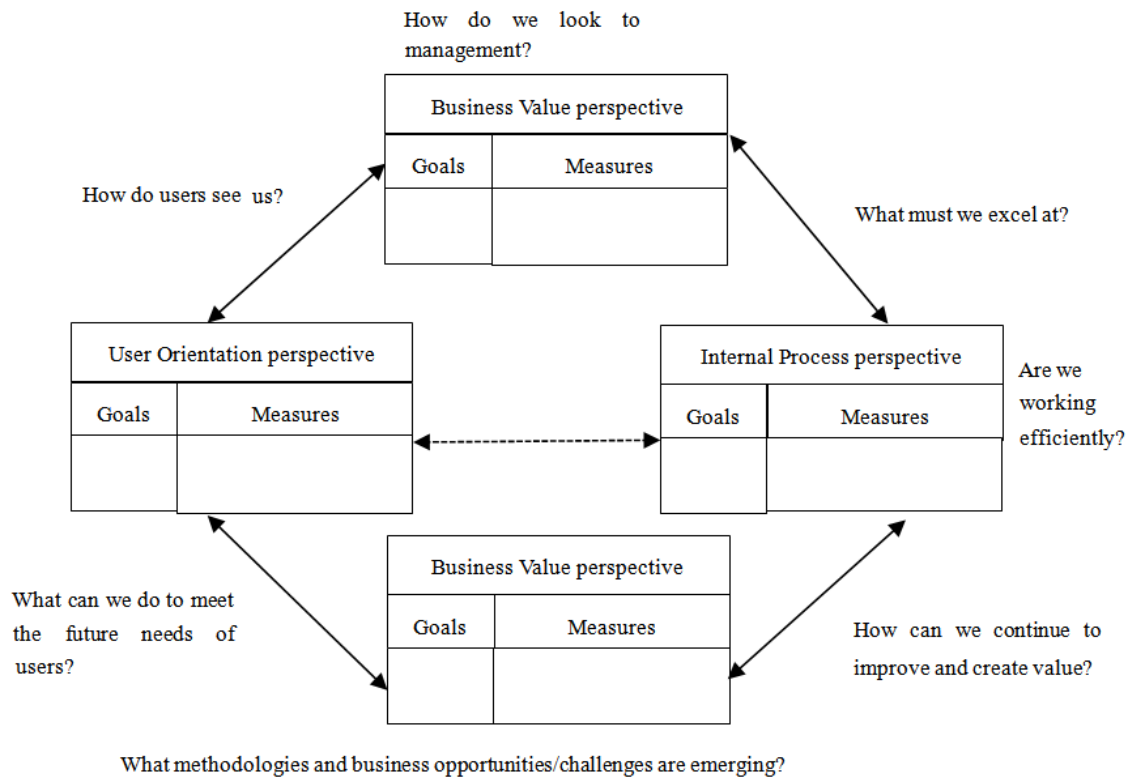 How do we look to
management?
Business Value perspective
Goals Measures
How do users see us?
What must we excel at?
User Orientation perspective
Goals Measures
Internal Process perspective
Goals Measures
Are we
working
efficiently?
Business Value perspective
Goals Measures
What can we do to meet
the future needs of
users?
How can we continue to
improve and create value?
What methodologies and business opportunities/challenges are emerging?